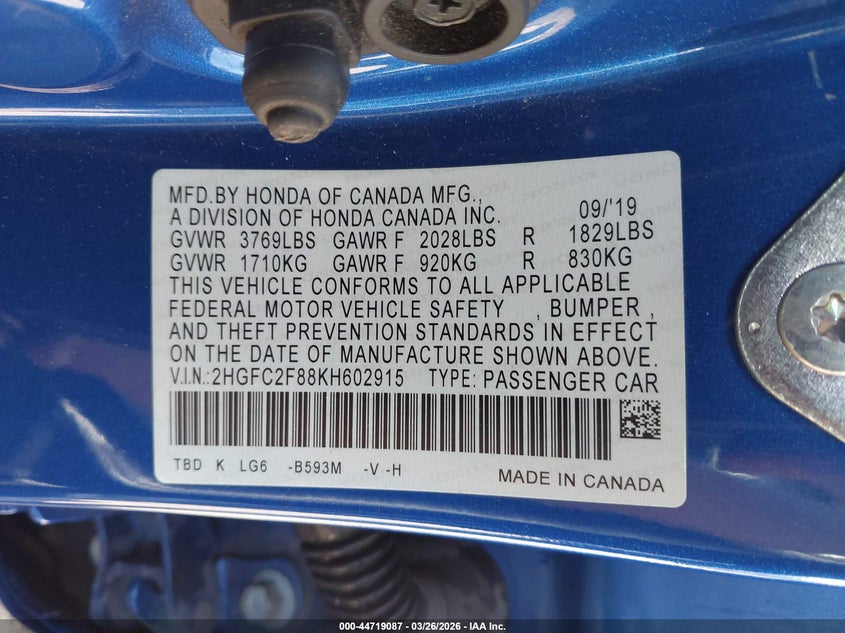 MFD.BY HONDA OF CANADA MFG.,
A DIVISION OF HONDA CANADA INC. 09/'19
GVWR 3769LBS GAWR F 2028LBS R 1829LBS
GVWR 1710KG GAWR F 920KG R 830KG
THIS VEHICLE CONFORMS TO ALL APPLICABLE
FEDERAL MOTOR VEHICLE SAFETY , BUMPER ,
AND THEFT PREVENTION STANDARDS IN EFFECT
ON THE DATE OF MANUFACTURE SHOWN ABOVE.
V.I.N.:2HGFC2F88KH602915 TYPE: PASSENGER CAR
TBD K LG6 -B593M -V -H
MADE IN CANADA
000-44719087 - 03/26/2026 - IAA Inc.